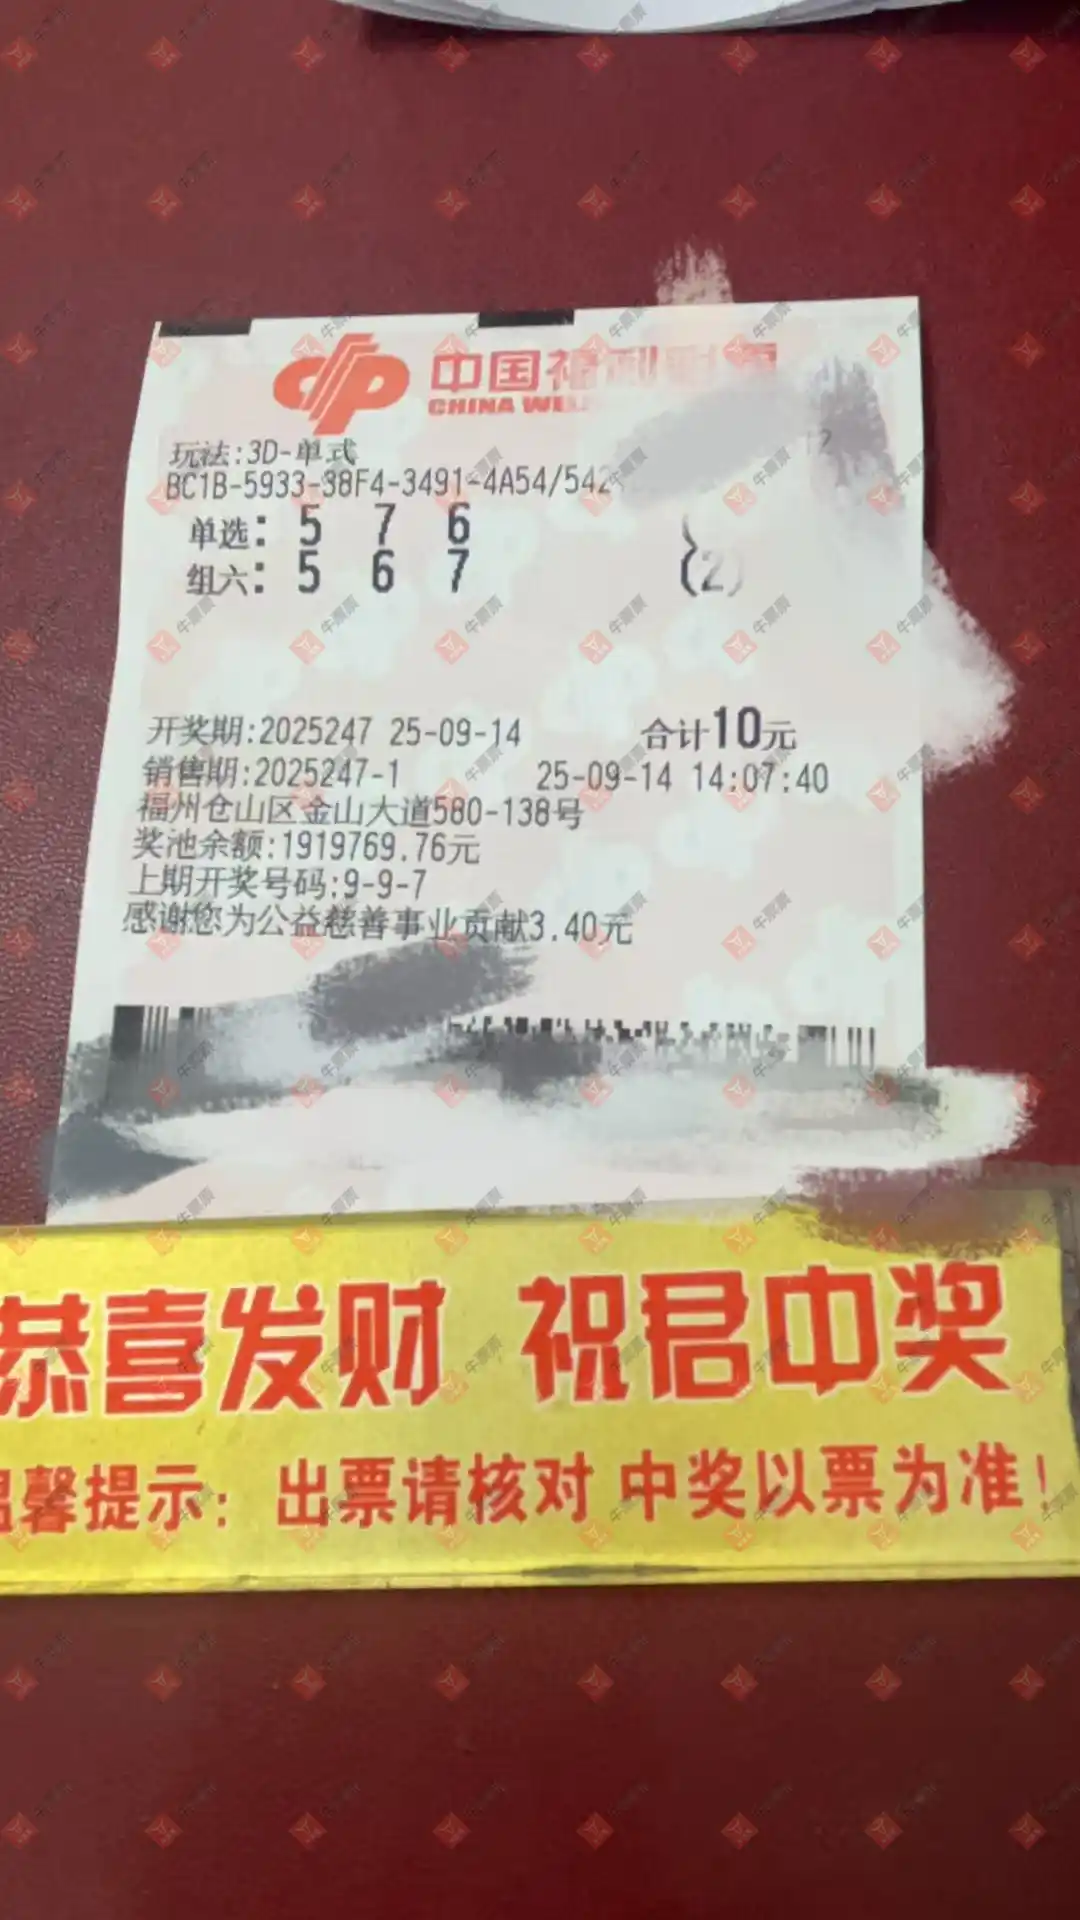 中国福利
CHINA WEL
玩法:3D-单式
BC1B-5933-38F4-3491-4A54/542
单选: 5 7 6
组六: 5 6 7 (2)
开奖期:2025247 25-09-14 合计10元
销售期:2025247-1 25-09-14 14:07:40
福州仓山区金山大道580-138号
奖池余额:1919769.76元
上期开奖号码:9-9-7
感谢您为公益慈善事业贡献3.40元
恭喜发财 祝君中奖
温馨提示: 出票请核对 中奖以票为准!
牛票票